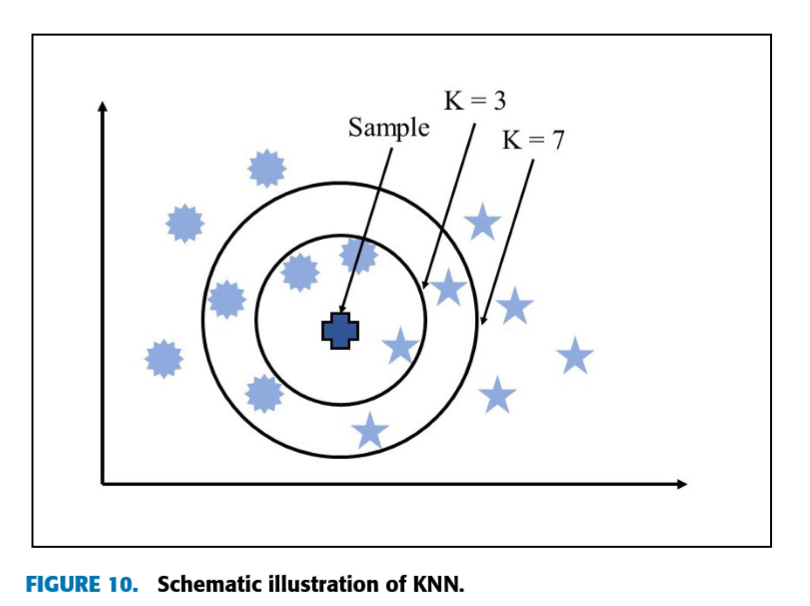 K = 3
Sample
K = 7
FIGURE 10. Schematic illustration of KNN.